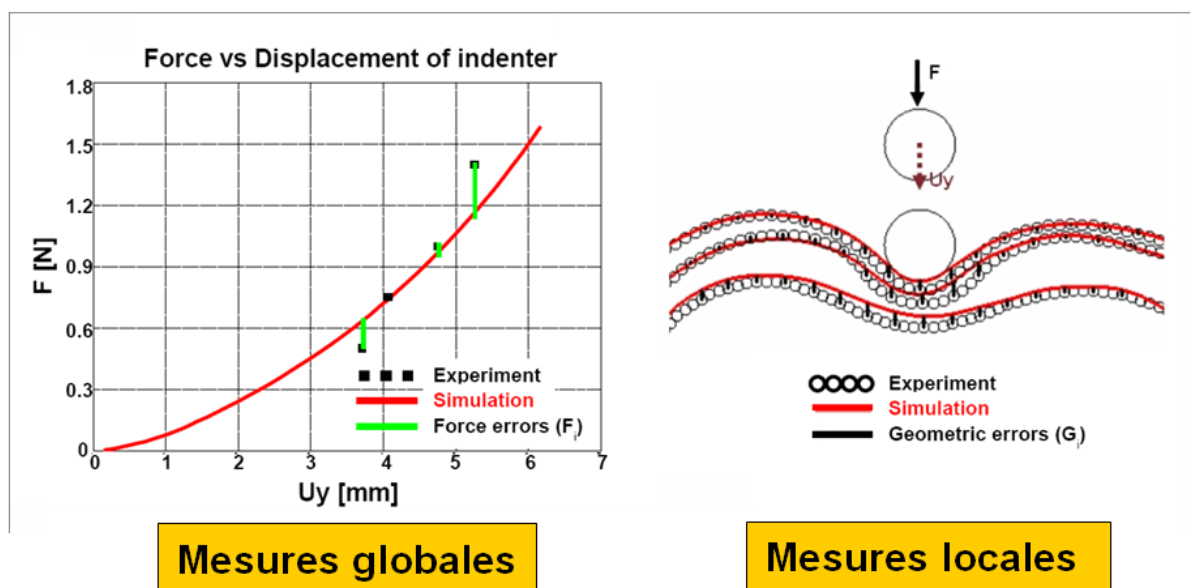 Force vs Displacement of indenter
1.8
1.5
1.2
0.9
0.6
0.3
0
F [N]
0 1 2 3 4 5 6 7
Uy [mm]
Experiment
Simulation
Force errors (Fi)
Mesures globales
F
Uy
Experiment
Simulation
Geometric errors (Gi)
Mesures locales